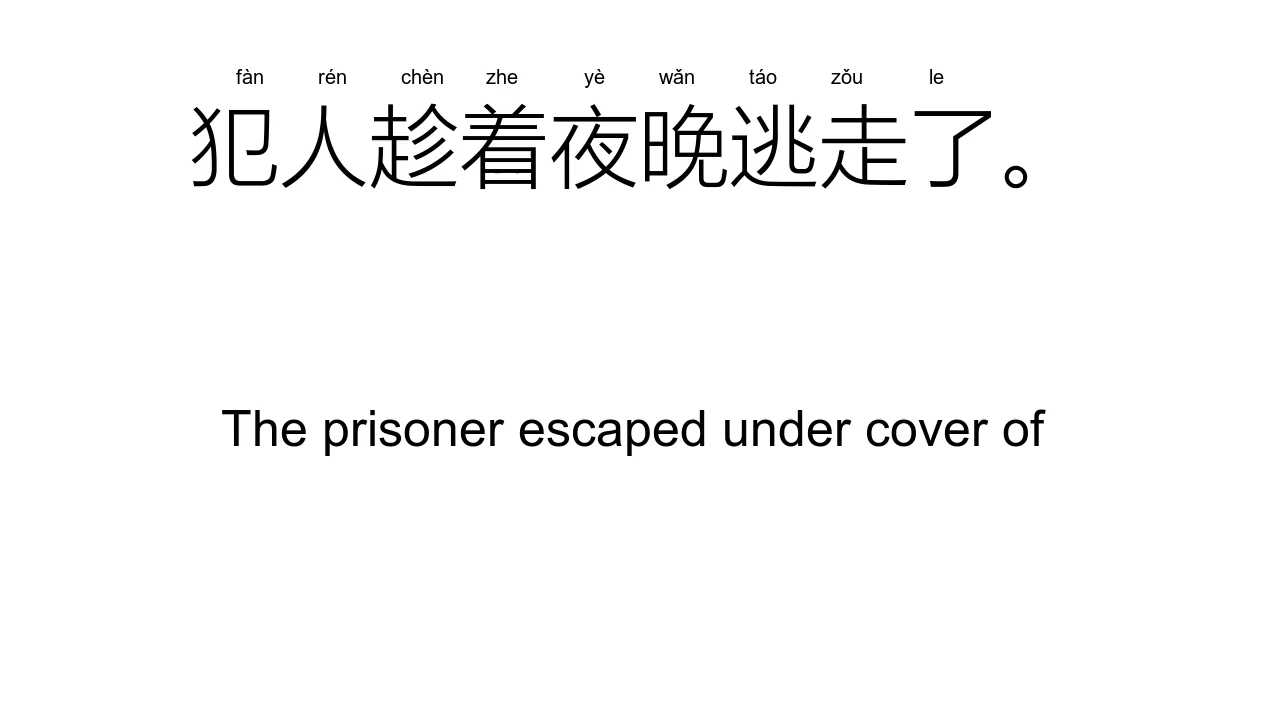 fàn rén chèn zhe yè wǎn táo zǒu le
犯人趁着夜晚逃走了。
The prisoner escaped under cover of